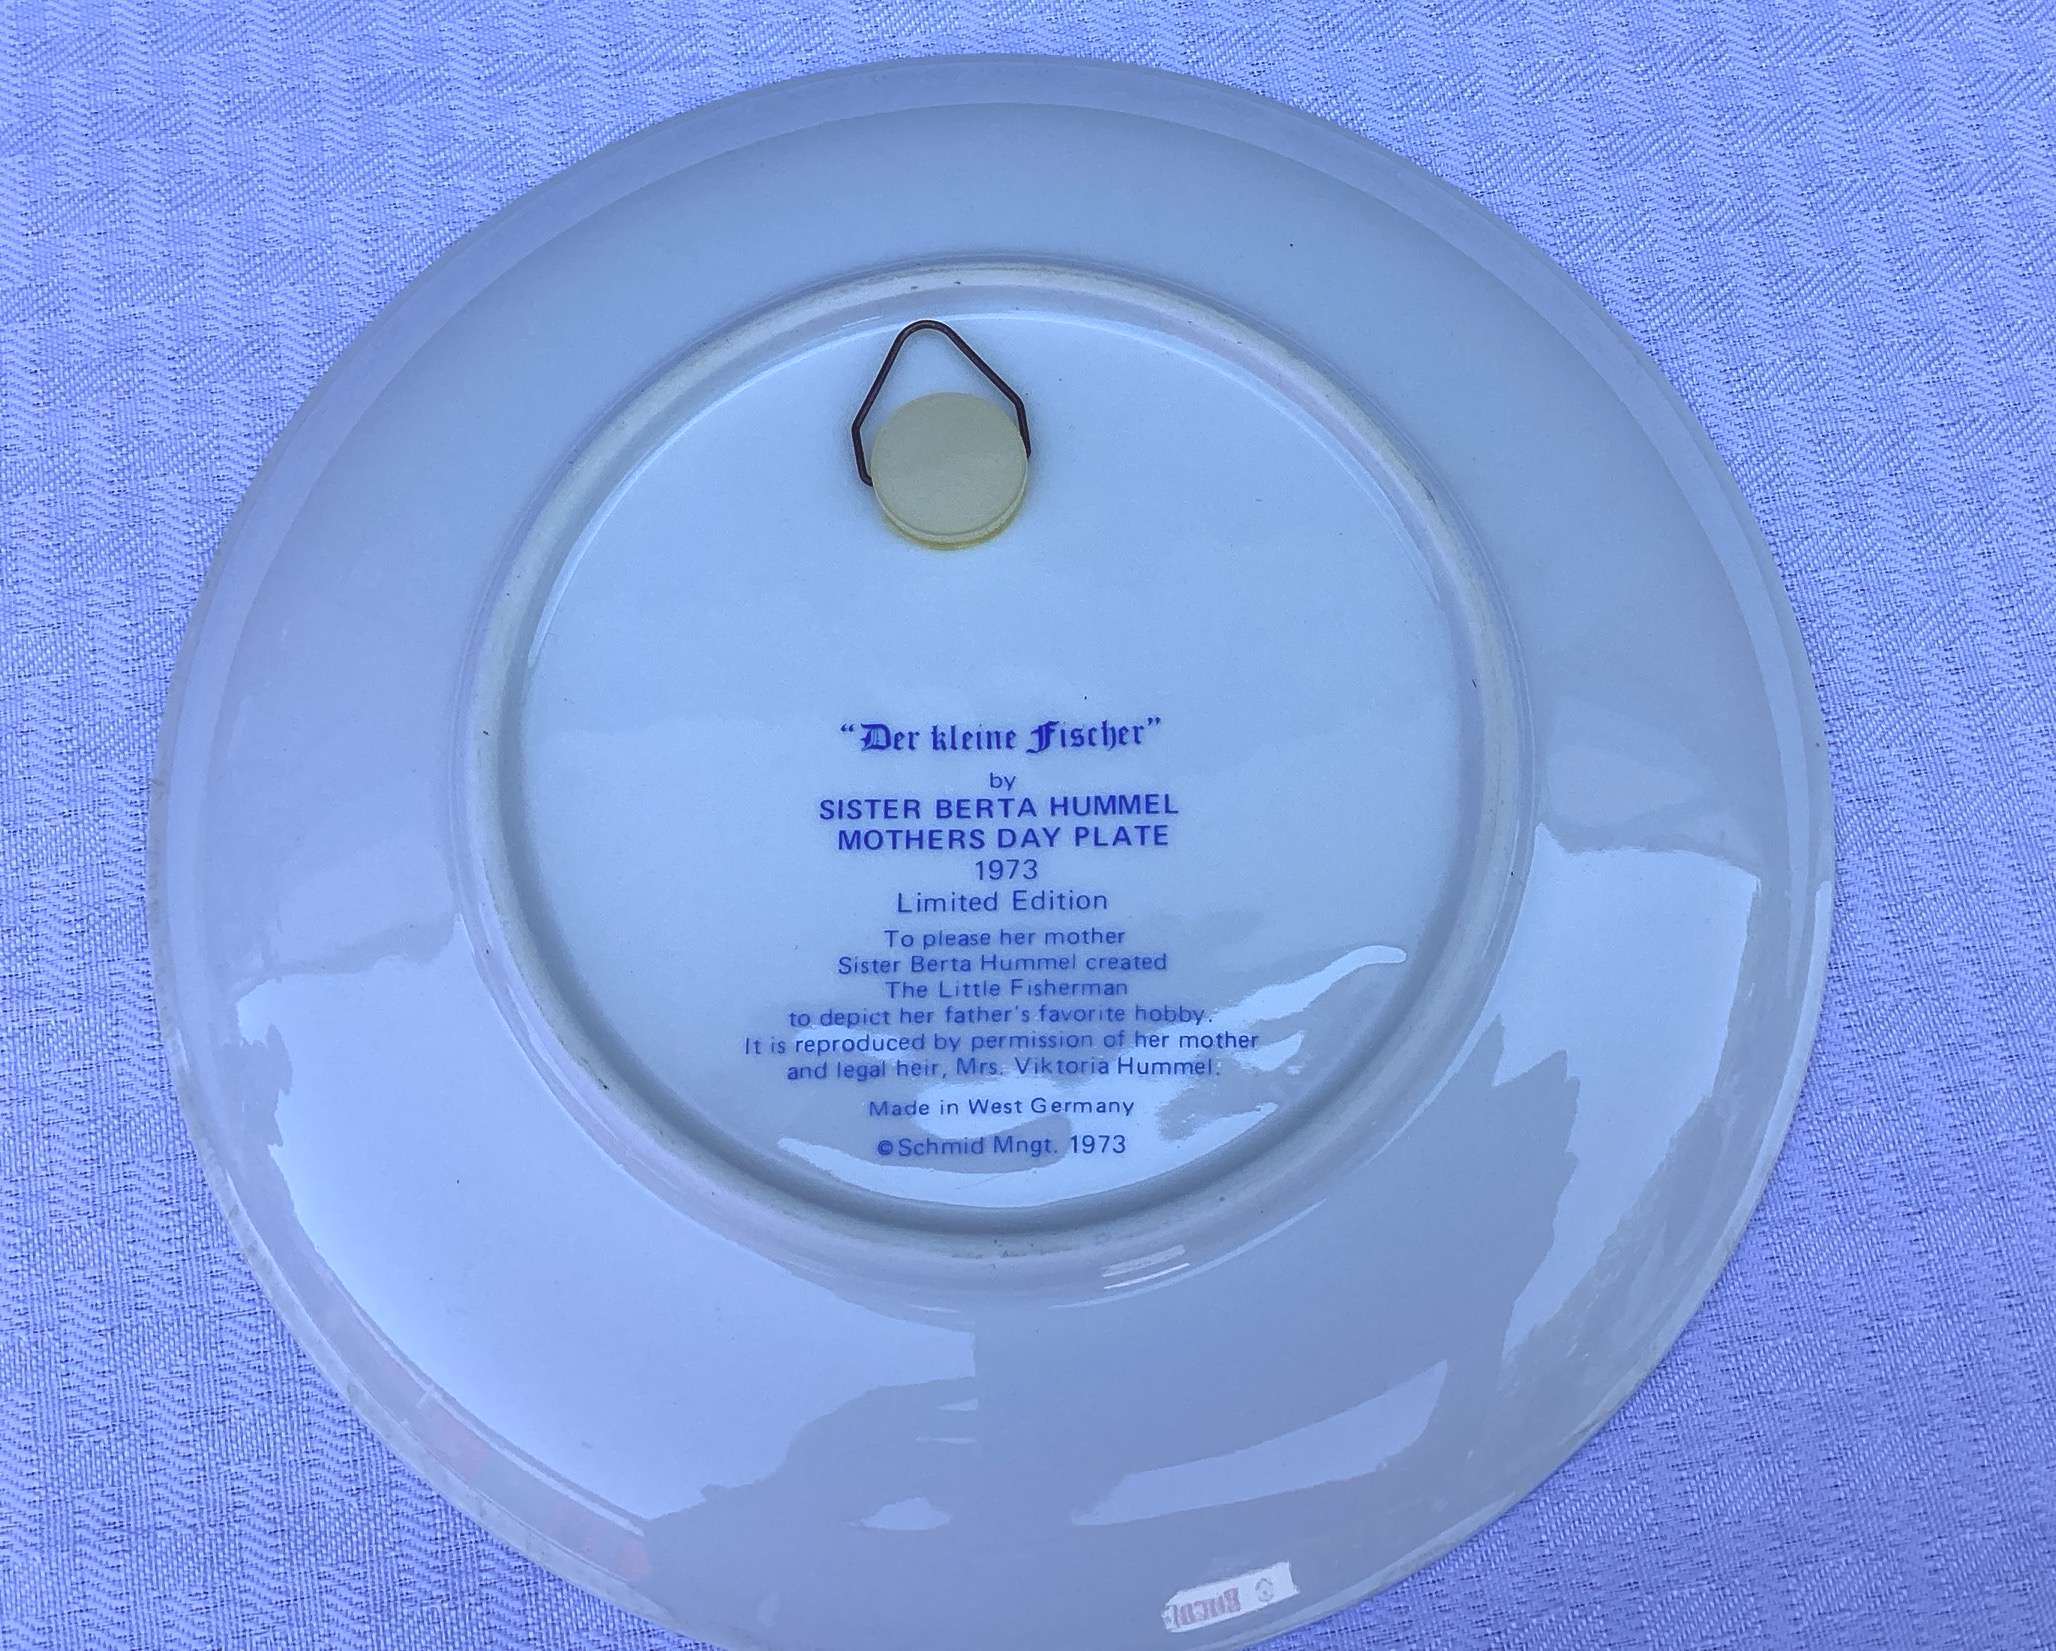 “Der kleine Fischer”
by
SISTER BERTA HUMMEL
MOTHERS DAY PLATE
1973
Limited Edition
To please her mother
Sister Berta Hummel created
The Little Fisherman
to depict her father's favorite hobby.
It is reproduced by permission of her mother
and legal heir, Mrs. Viktoria Hummel.
Made in West Germany
©Schmid Mngt. 1973